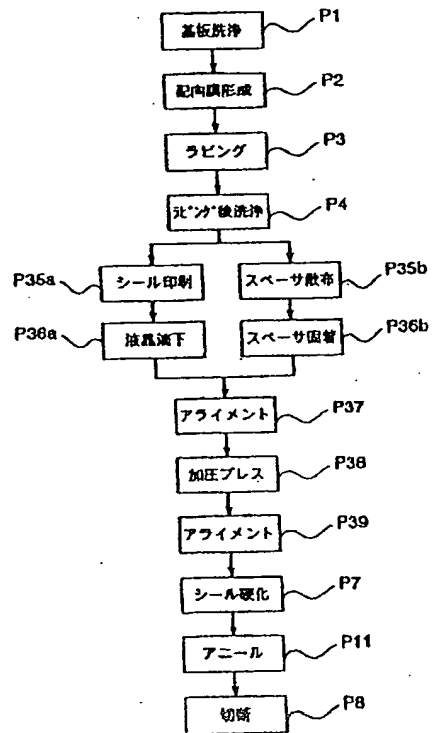 基板洗浄 P1
配向膜形成 P2
ラビング P3
ラビング後洗浄 P4
P35a シール印刷
スペーサ散布 P35b
P36a 液晶滴下
スペーサ固着 P36b
アライメント P37
加圧プレス P38
アライメント P39
シール硬化 P7
アニール P11
切断 P8